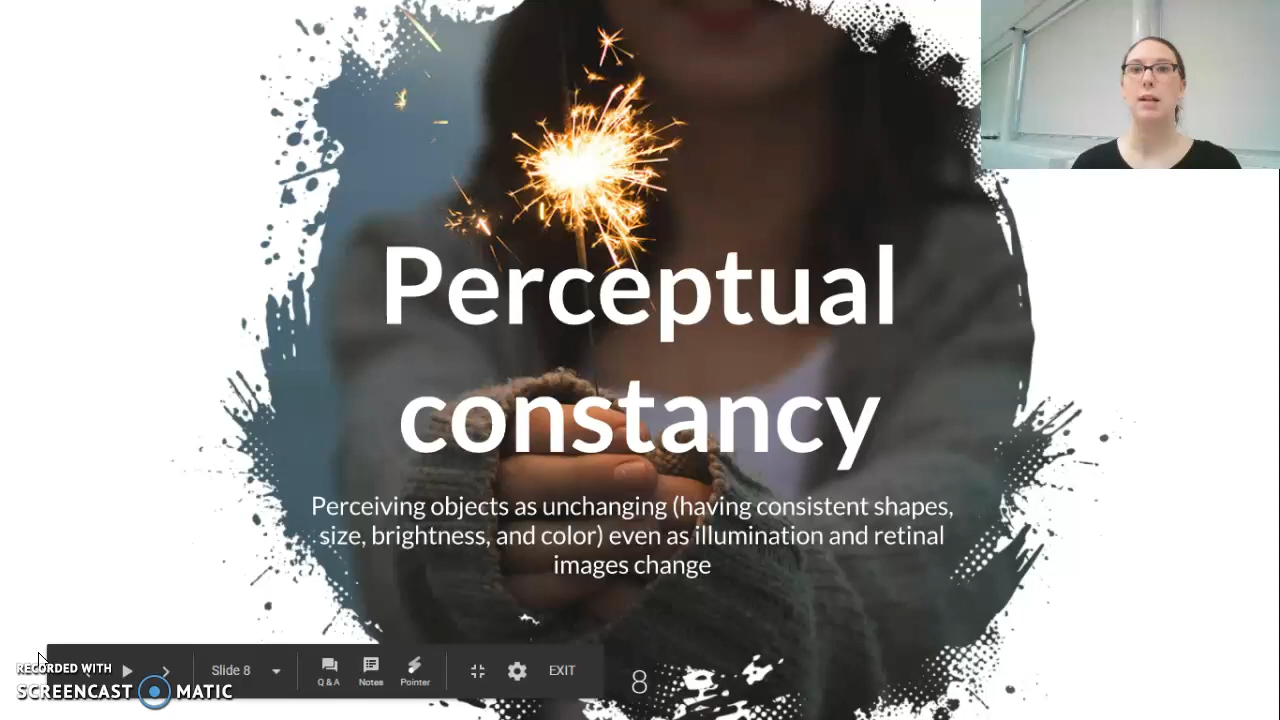 Perceptual
constancy
Perceiving objects as unchanging (having consistent shapes,
size, brightness, and color) even as illumination and retinal
images change
RECORDED WITH
SCREENCAST MATIC
Slide 8
Q & A
Notes
Pointer
EXIT
8